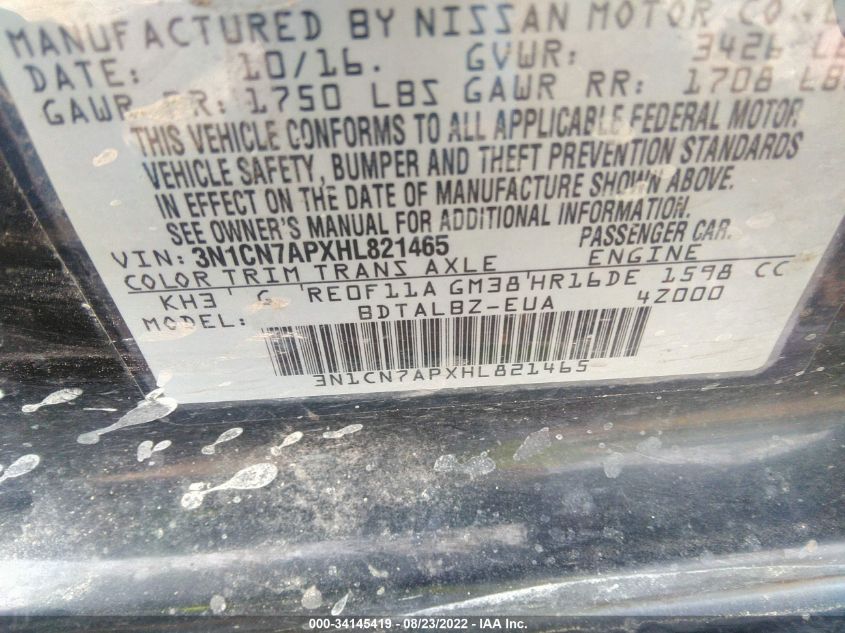 MANUFACTURED BY NISSAN MOTOR CO.,
DATE: 10/16. GVWR: 3426
GAWR 1750 LBS GAWR RR: 1708 LBS
THIS VEHICLE CONFORMS TO ALL APPLICABLE FEDERAL MOTOR
VEHICLE SAFETY, BUMPER AND THEFT PREVENTION STANDARDS
IN EFFECT ON THE DATE OF MANUFACTURE SHOWN ABOVE.
SEE OWNER'S MANUAL FOR ADDITIONAL INFORMATION.
VIN: 3N1CN7APXHL821465 PASSENGER CAR.
COLOR TRIM TRANS AXLE ENGINE
KH3 G RE0F11A GM38 HR16DE 1598 CC
MODEL: BDTALBZ-EUA 4Z000
3N1CN7APXHL821465
000-34145419 - 08/23/2022 - IAA Inc.